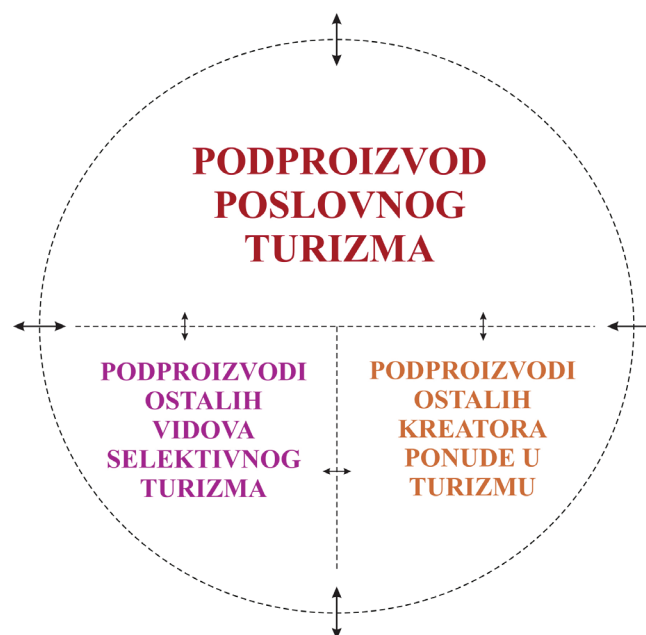 PODPROIZVOD
POSLOVNOG
TURIZMA
PODPROIZVODI
OSTALIH
VIDOVA
SELEKTIVNOG
TURIZMA
PODPROIZVODI
OSTALIH
KREATORA
PONUDE U
TURIZMU